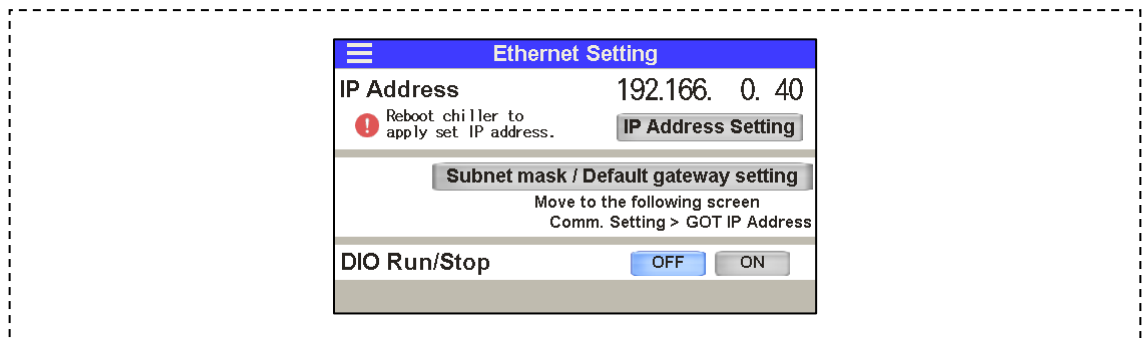 Ethernet Setting
IP Address 192.166. 0. 40
Reboot chiller to
apply set IP address.
IP Address Setting
Subnet mask / Default gateway setting
Move to the following screen
Comm. Setting > GOT IP Address
DIO Run/Stop OFF ON